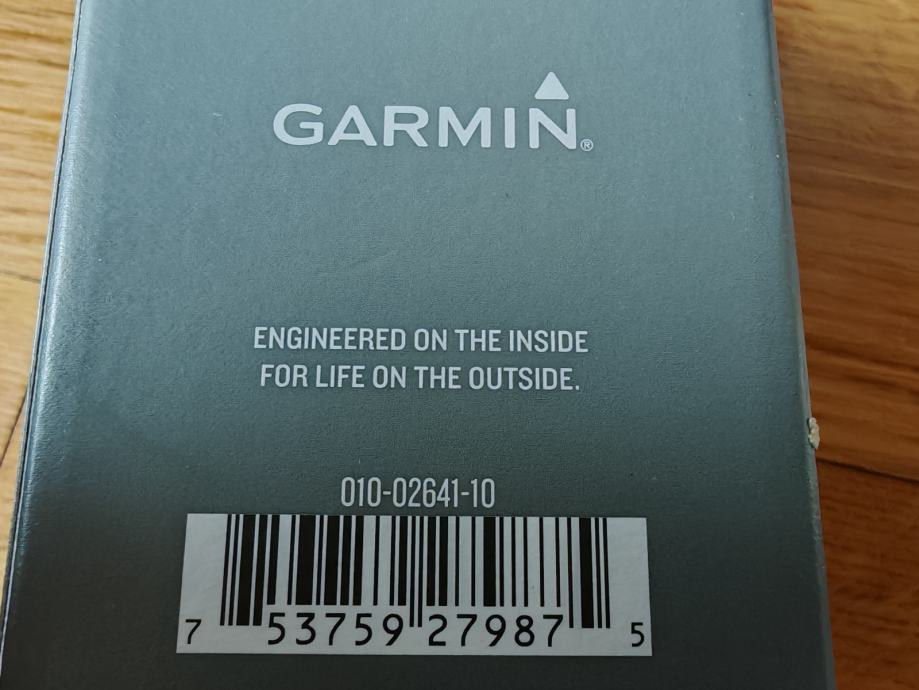 GARMIN®
ENGINEERED ON THE INSIDE
FOR LIFE ON THE OUTSIDE.
010-02641-10
7 53759 27987 5